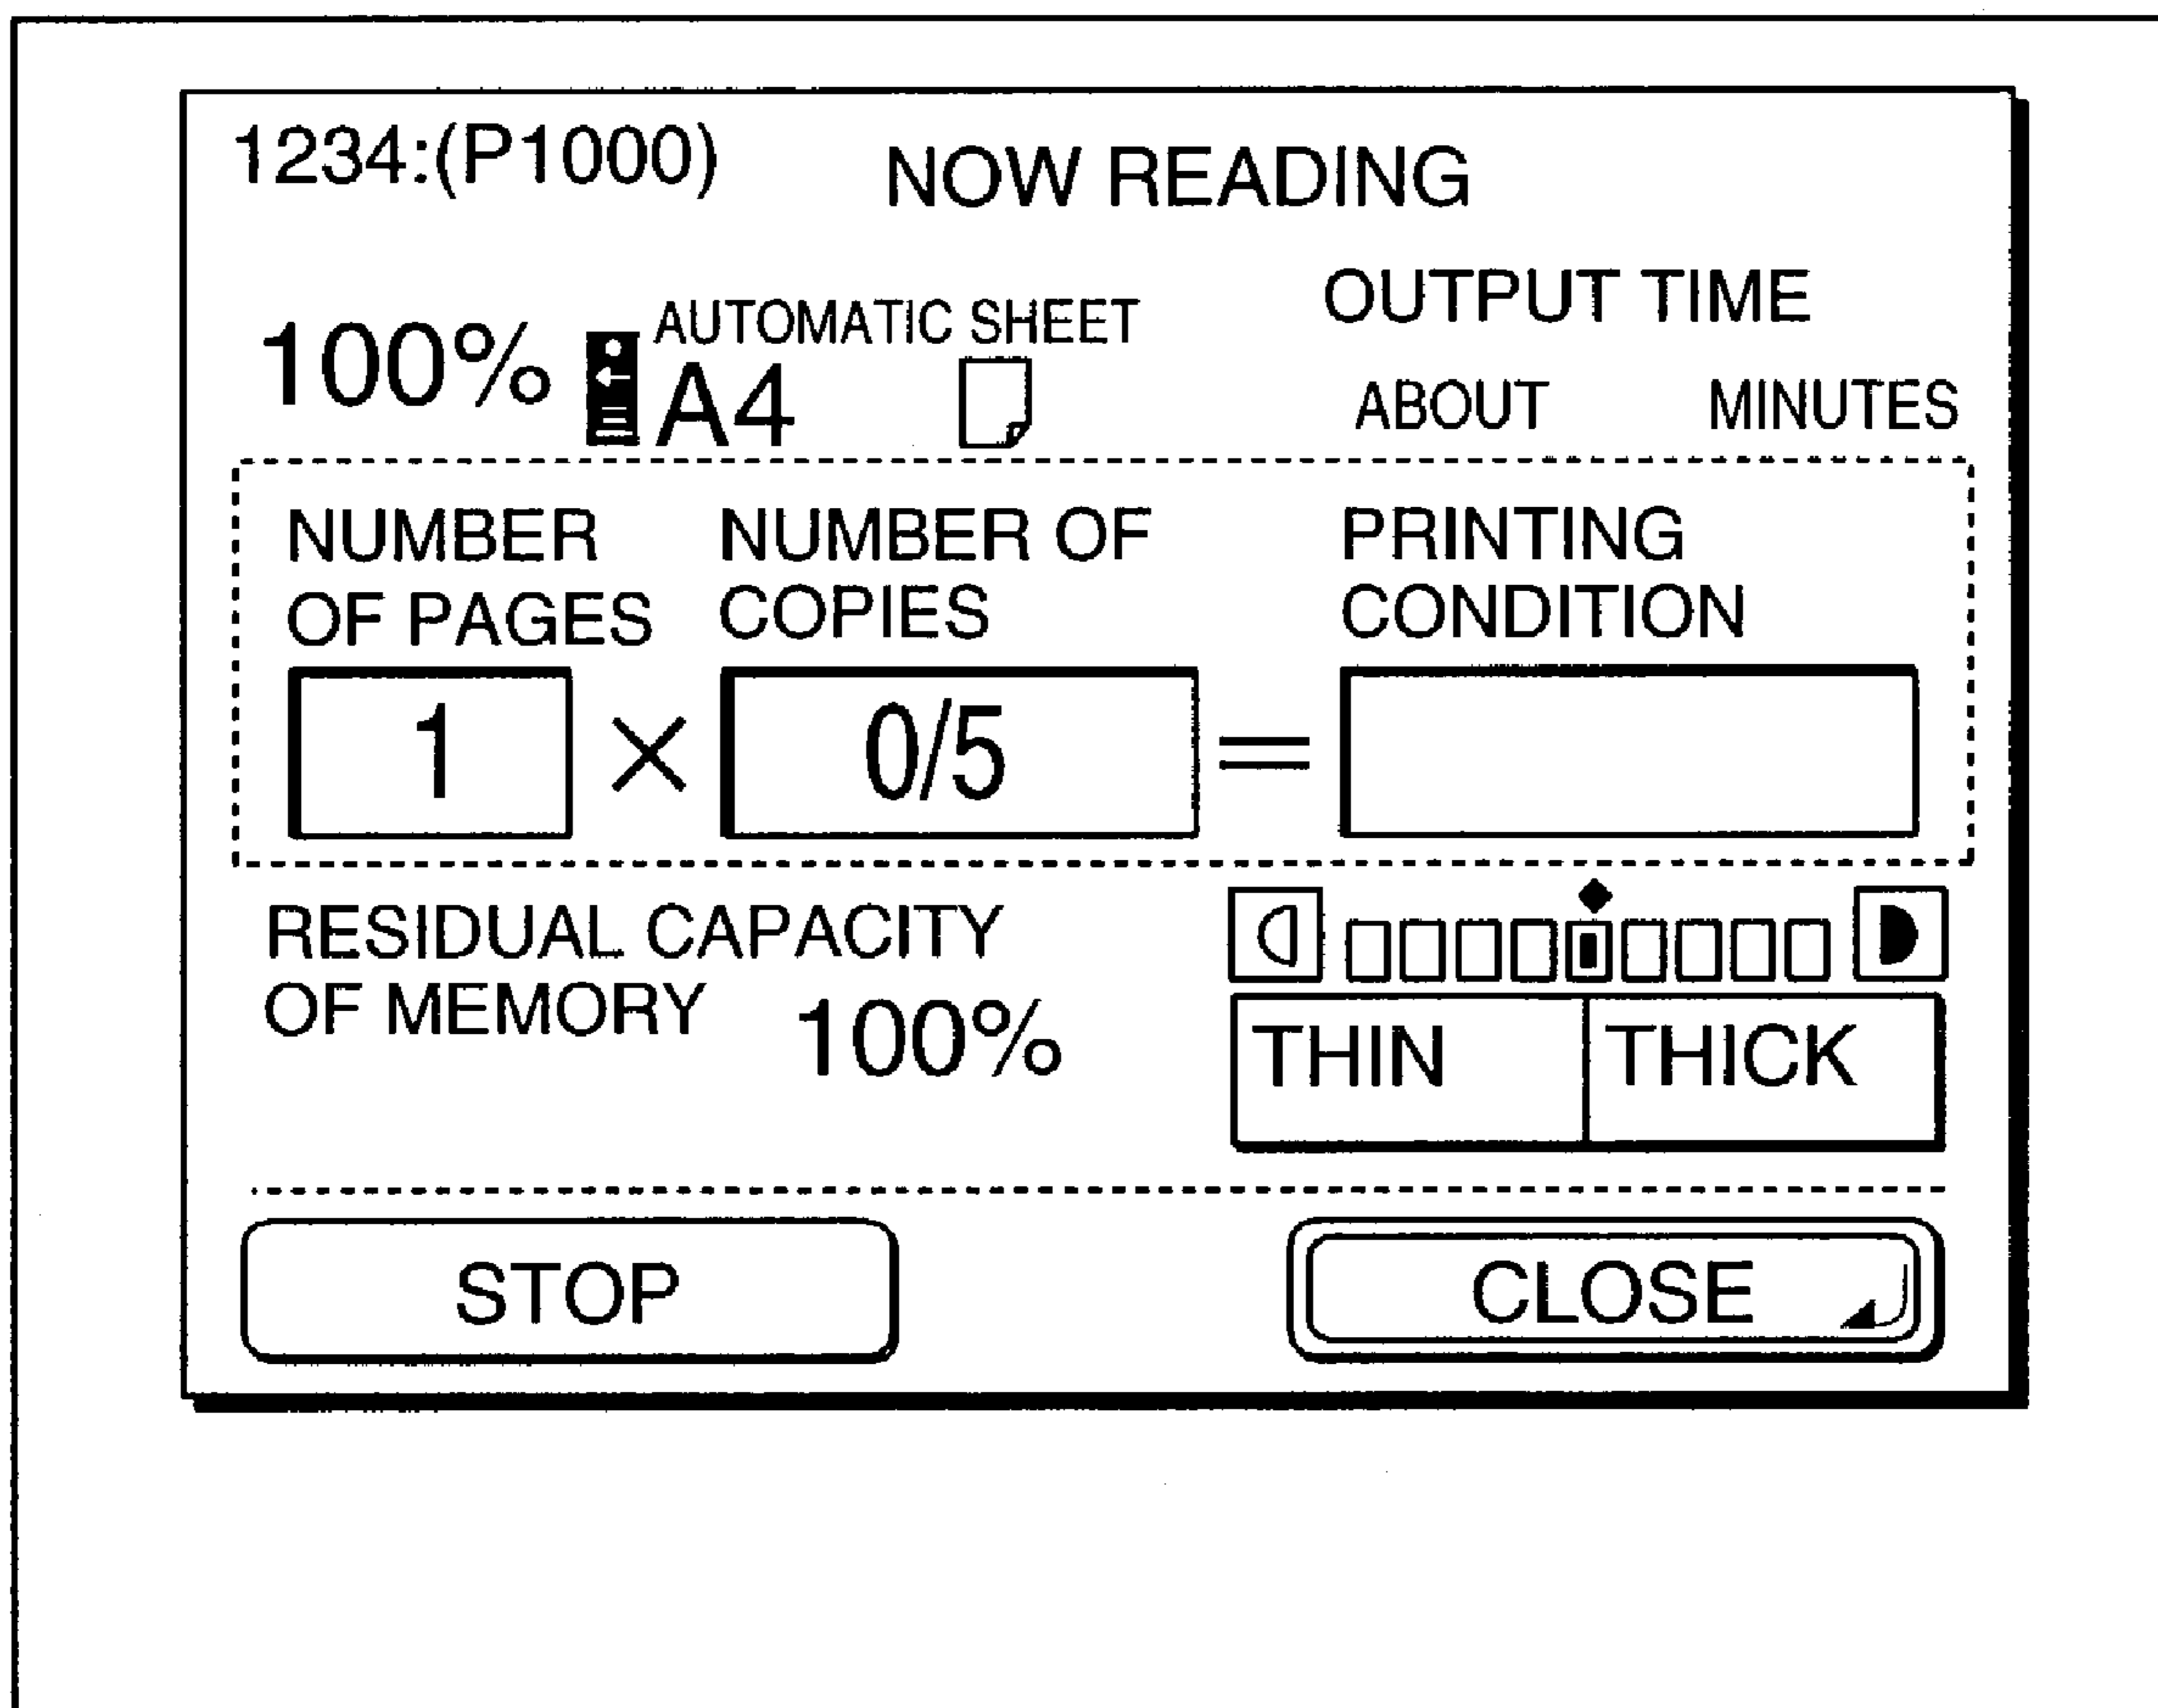 1234:(P1000)
NOW READING
OUTPUT TIME
100%
AUTOMATIC SHEET
A4
ABOUT MINUTES
NUMBER
OF PAGES
NUMBER OF
COPIES
PRINTING
CONDITION
1 × 0/5 =
RESIDUAL CAPACITY
OF MEMORY 100%
THIN THICK
STOP
CLOSE